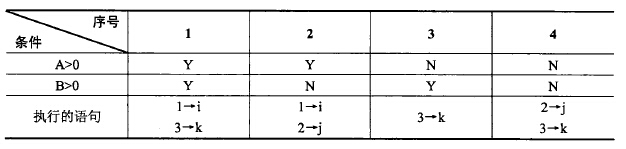 序号 1 2 3 4
条件
A>0 Y Y N N
B>0 Y N Y N
执行的语句 1→i 1→i 3→k 2→j
3→k 2→j 3→k